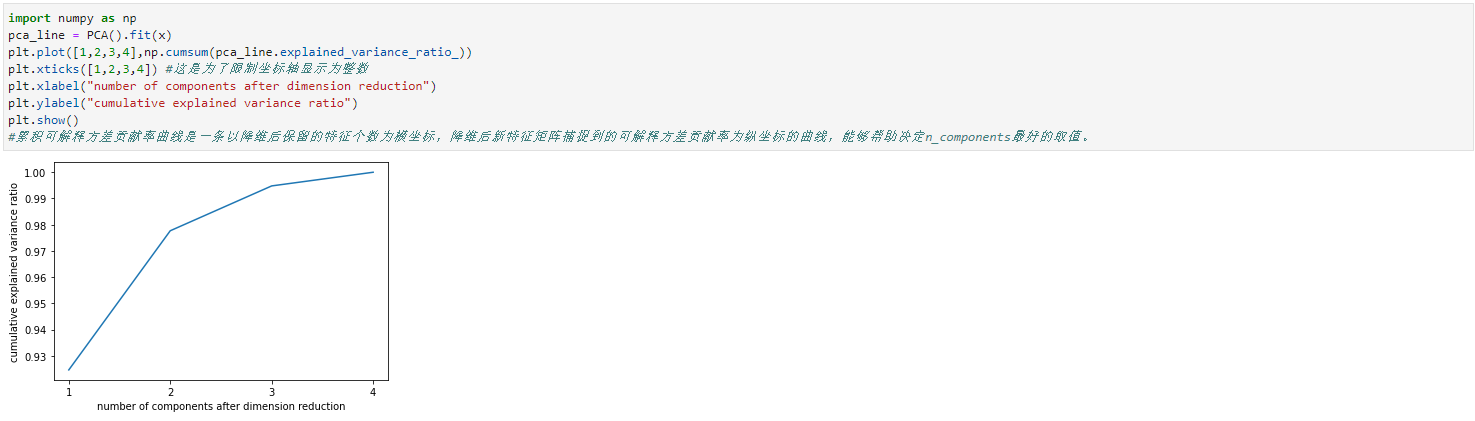 import numpy as np
pca_line = PCA().fit(x)
plt.plot([1,2,3,4],np.cumsum(pca_line.explained_variance_ratio_))
plt.xticks([1,2,3,4]) #这是为了限制坐标轴显示为整数
plt.xlabel("number of components after dimension reduction")
plt.ylabel("cumulative explained variance ratio")
plt.show()
#累积可解释方差贡献率曲线是一条以降维后保留的特征个数为横坐标，降维后新特征矩阵捕捉到的可解释方差贡献率为纵坐标的曲线，能够帮助决定n_components最好的取值。
cumulative explained variance ratio
1.00
0.99
0.98
0.97
0.96
0.95
0.94
0.93
1 2 3 4
number of components after dimension reduction